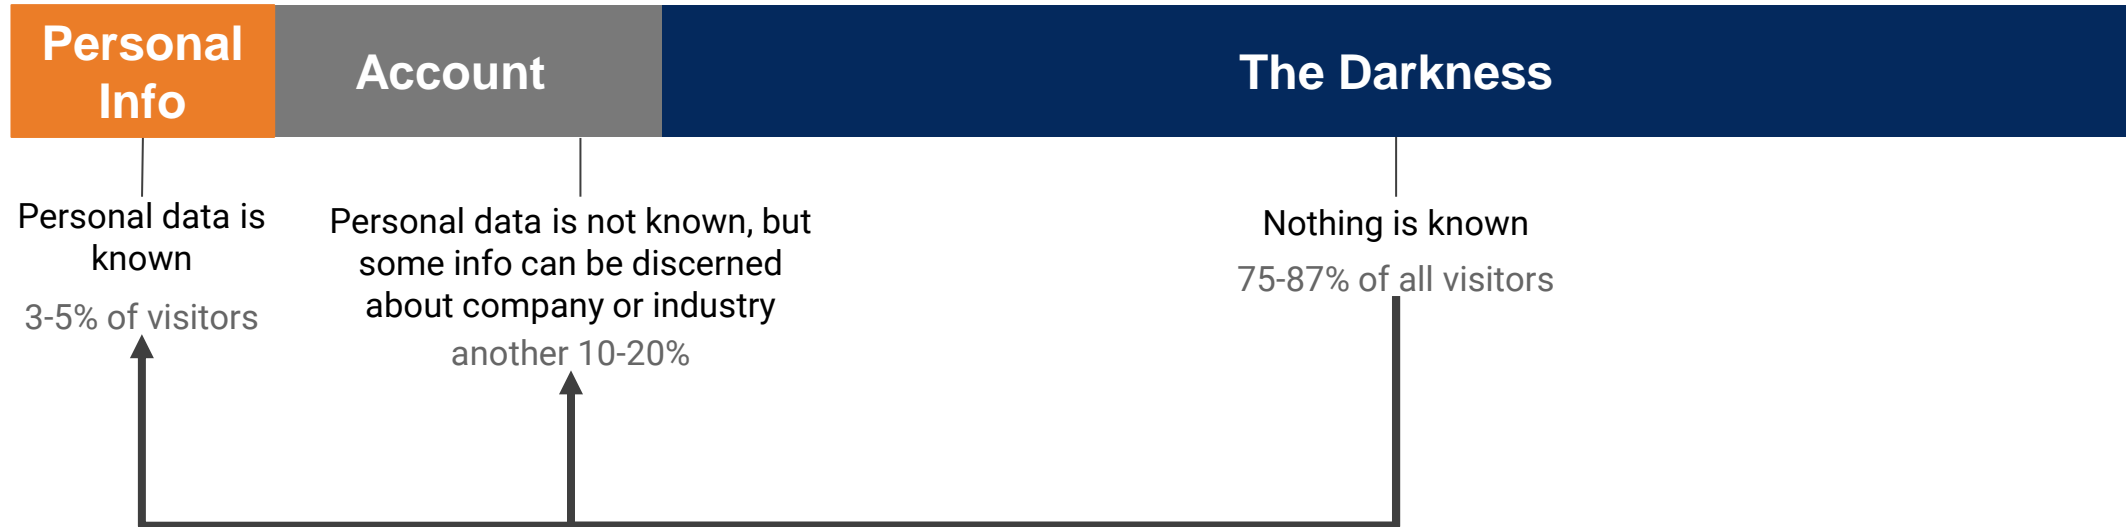 Personal
Info
Account
The Darkness
Personal data is
known
3-5% of visitors
Personal data is not known, but
some info can be discerned
about company or industry
another 10-20%
Nothing is known
75-87% of all visitors